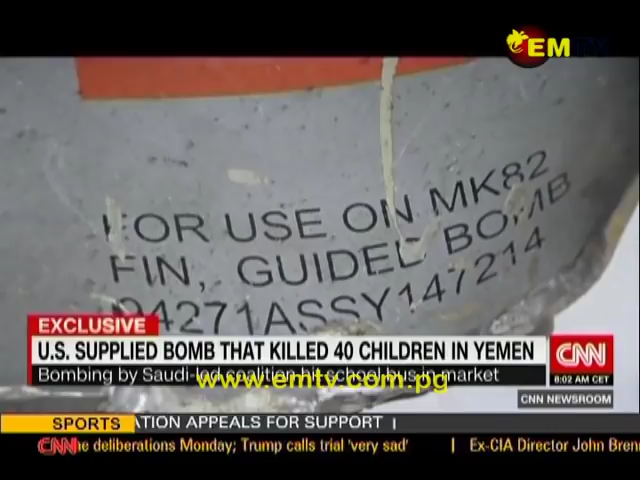 EMTV
FOR USE ON MK82
FIN, GUIDED BOMB
94271ASSY147214
EXCLUSIVE
U.S. SUPPLIED BOMB THAT KILLED 40 CHILDREN IN YEMEN
CNN
Bombing by Saudi-led coalition hit school bus in market
8:02 AM CET
www.emtv.com.pg
CNN NEWSROOM
SPORTS
ATION APPEALS FOR SUPPORT |
CNN he deliberations Monday; Trump calls trial 'very sad' | Ex-CIA Director John Bren